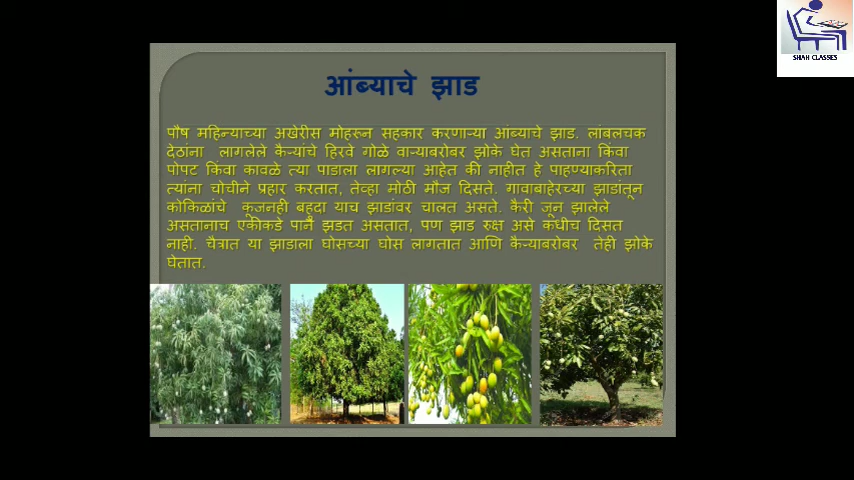 SHAH CLASSES
आंब्याचे झाड
पौष महिन्याच्या अखेरीस मोहरून सहकार करणाऱ्या आंब्याचे झाड. लांबलचक
देठांना लागलेले कैऱ्यांचे हिरवे गोळे वाऱ्याबरोबर झोके घेत असताना किंवा
पोपट किंवा कावळे त्या पाडाला लागल्या आहेत की नाहीत हे पाहण्याकरिता
त्यांना चोचीने प्रहार करतात, तेव्हा मोठी मौज दिसते. गावाबाहेरच्या झाडांतून
कोकिळांचे कूजनही बहुदा याच झाडांवर चालत असते. कैरी जून झालेले
असतानाच एकीकडे पाने झडत असतात, पण झाड रुक्ष असे कधीच दिसत
नाही. चैत्रात या झाडाला घोसच्या घोस लागतात आणि कैऱ्याबरोबर तेही झोके
घेतात.